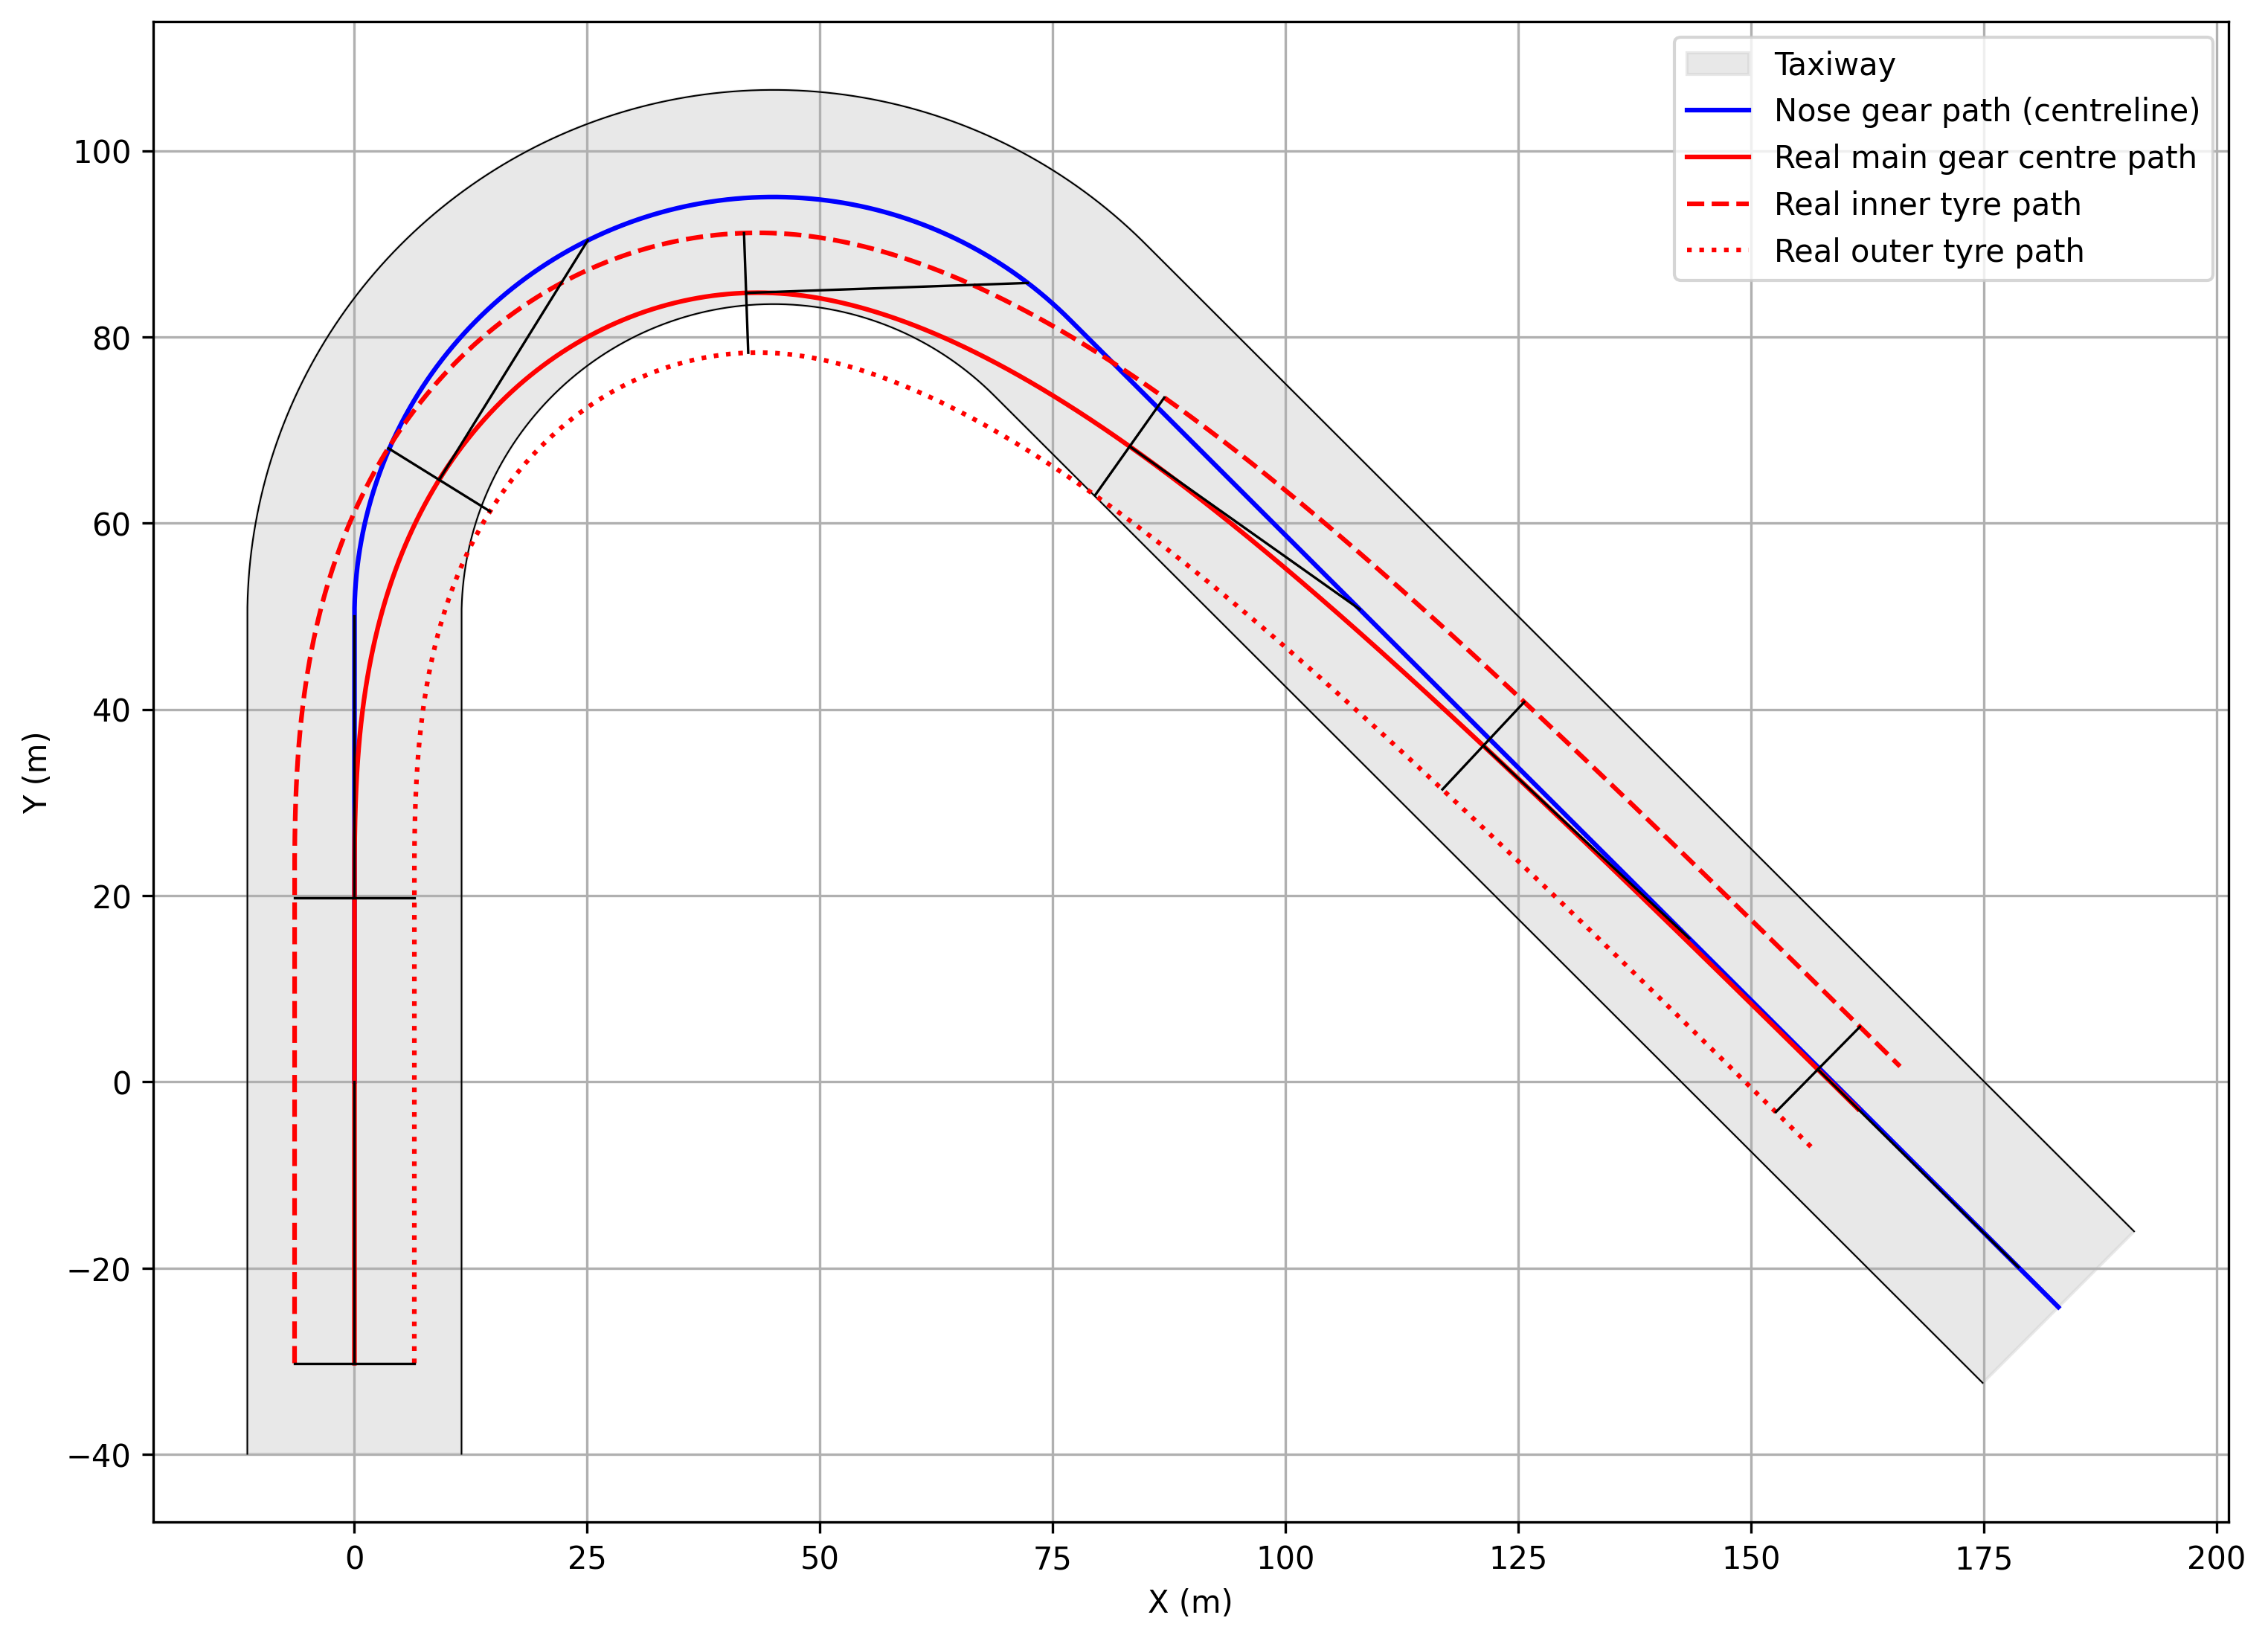 Taxiway
Nose gear path (centreline)
Real main gear centre path
Real inner tyre path
Real outer tyre path
100
80
60
40
20
0
−20
−40
Y (m)
0 25 50 75 100 125 150 175 200
X (m)